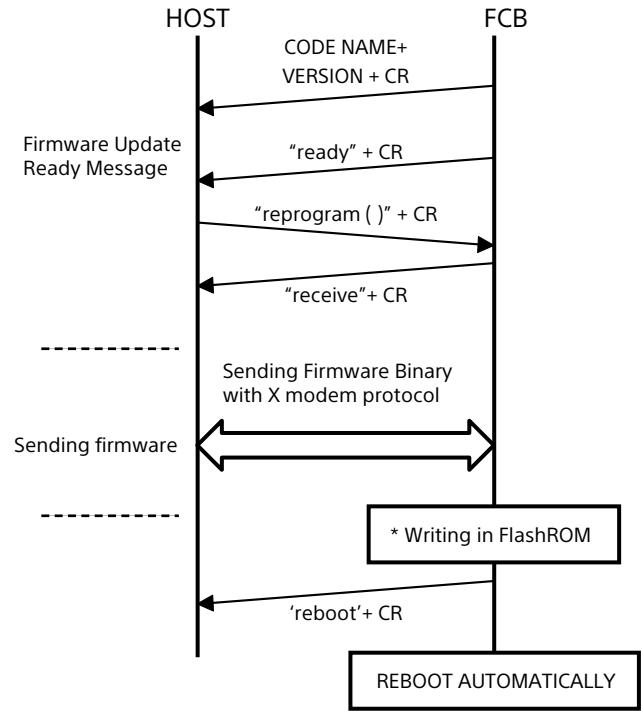 HOST
FCB
CODE NAME+
VERSION + CR
Firmware Update
Ready Message
“ready” + CR
“reprogram ( )” + CR
“receive”+ CR
Sending Firmware Binary
with X modem protocol
Sending firmware
* Writing in FlashROM
‘reboot’+ CR
REBOOT AUTOMATICALLY